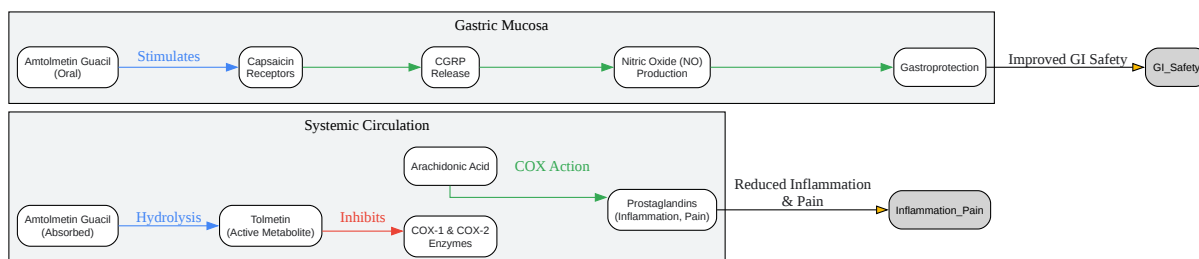 Gastric Mucosa
Amtolmetin Guacil
(Oral)
Stimulates
Capsaicin
Receptors
CGRP
Release
Nitric Oxide (NO)
Production
Gastroprotection
Improved GI Safety
GI_Safety
Systemic Circulation
Arachidonic Acid
COX Action
Amtolmetin Guacil
(Absorbed)
Hydrolysis
Tolmetin
(Active Metabolite)
Inhibits
COX-1 & COX-2
Enzymes
Prostaglandins
(Inflammation, Pain)
Reduced Inflammation
& Pain
Inflammation_Pain